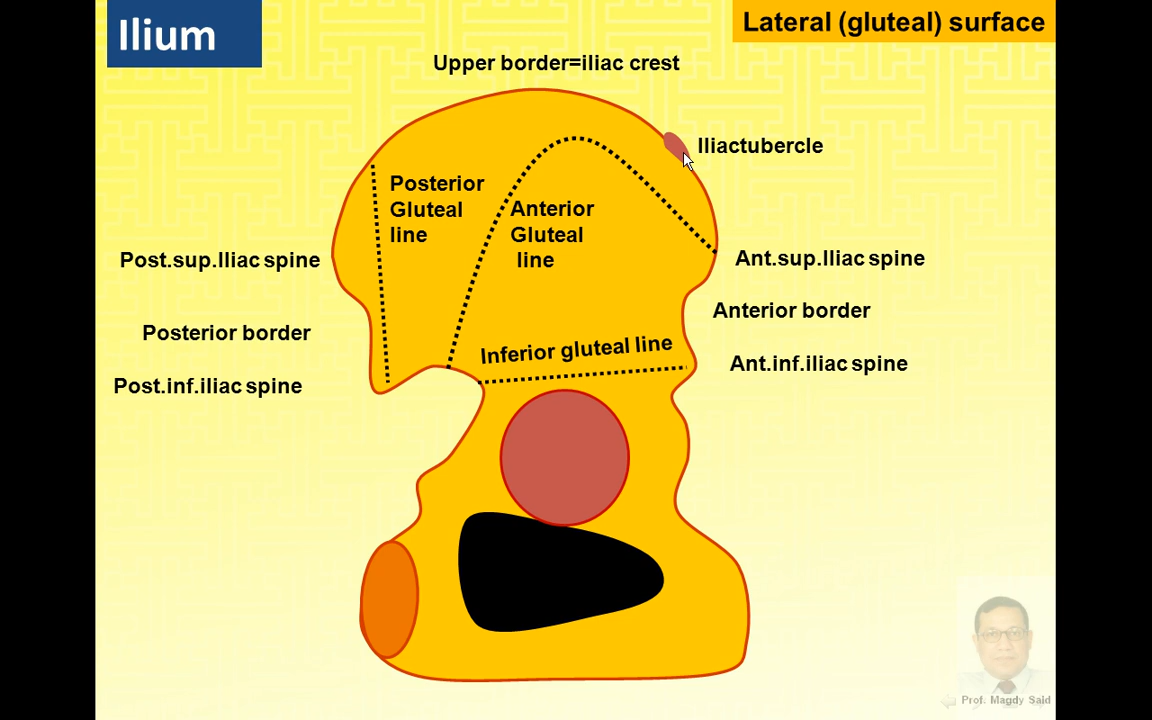 Ilium
Lateral (gluteal) surface
Upper border=iliac crest
Iliactubercle
Posterior
Gluteal
line
Anterior
Gluteal
line
Post.sup.Iliac spine
Ant.sup.Iliac spine
Anterior border
Posterior border
Inferior gluteal line
Ant.inf.iliac spine
Post.inf.iliac spine
Prof. Magdy Said